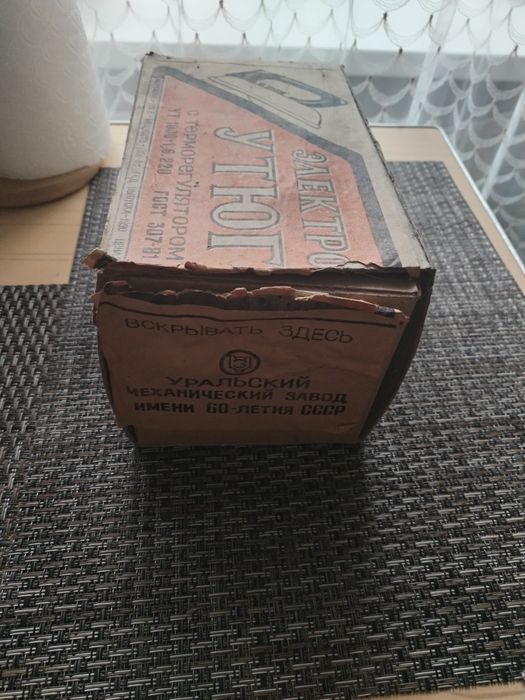 ЭЛЕКТРО
УТЮГ
С ТЕРМОРЕГУЛЯТОРОМ
ГОСТ 307-81
ВСКРЫВАТЬ ЗДЕСЬ
УРАЛЬСКИЙ
МЕХАНИЧЕСКИЙ ЗАВОД
ИМЕНИ 60-ЛЕТИЯ СССР